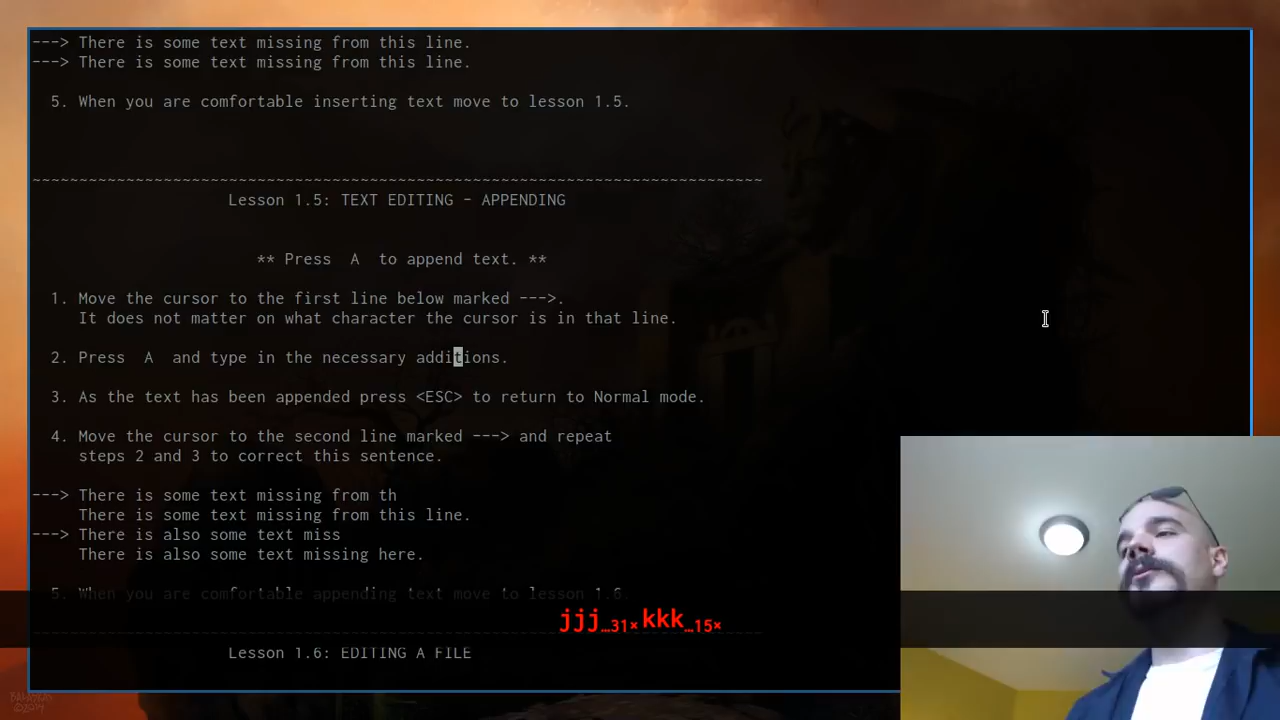 ---> There is some text missing from this line.
---> There is some text missing from this line.
5. When you are comfortable inserting text move to lesson 1.5.
~~~~~~~~~~~~~~~~~~~~~~~~~~~~~~~~~~~~~~~~~~~~~~~~~~~~~~~~~~~~~~~~~~~~~~~~~~~~~~
Lesson 1.5: TEXT EDITING - APPENDING
** Press  A  to append text. **
1. Move the cursor to the first line below marked --->.
It does not matter on what character the cursor is in that line.
2. Press  A  and type in the necessary additions.
3. As the text has been appended press <ESC> to return to Normal mode.
4. Move the cursor to the second line marked ---> and repeat
steps 2 and 3 to correct this sentence.
---> There is some text missing from th
There is some text missing from this line.
---> There is also some text miss
There is also some text missing here.
5. When you are comfortable appending text move to lesson 1.6.
jjj…31×kkk…15×
~~~~~~~~~~~~~~~~~~~~~~~~~~~~~~~~~~~~~~~~~~~~~~~~~~~~~~~~~~~~~~~~~~~~~~~~~~~~~~
Lesson 1.6: EDITING A FILE